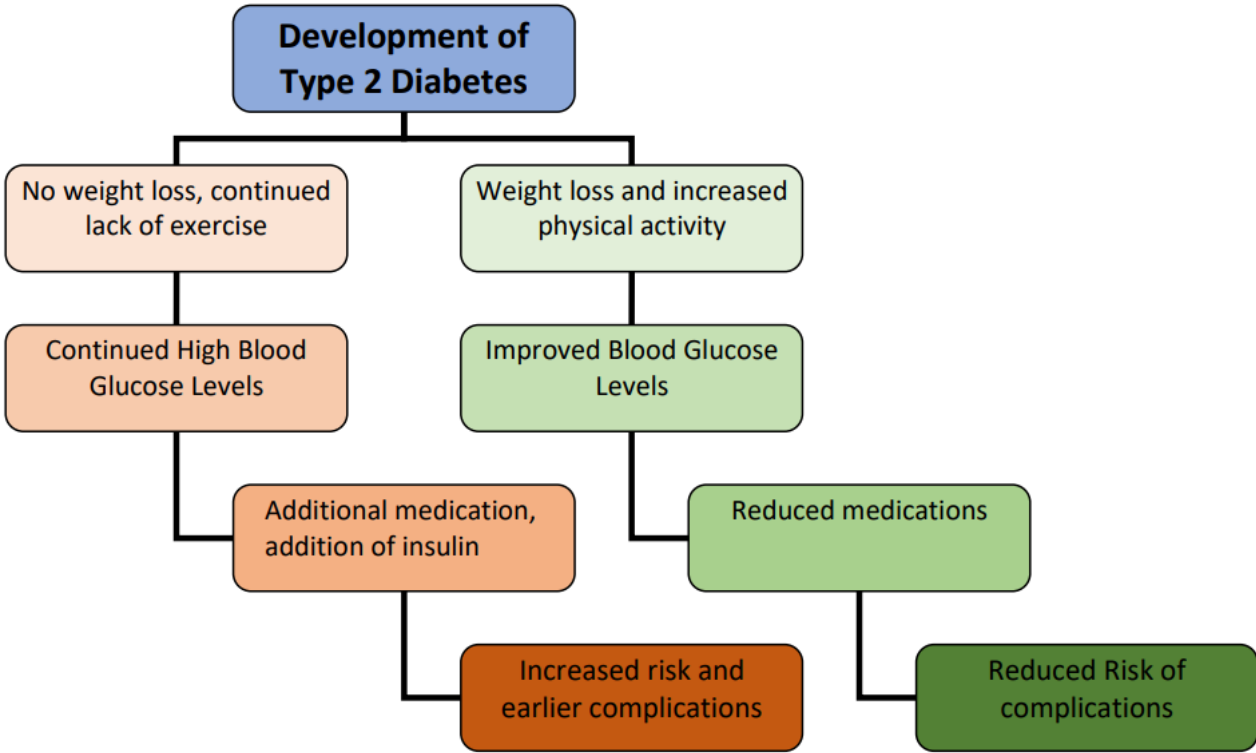 Development of
Type 2 Diabetes
No weight loss, continued
lack of exercise
Weight loss and increased
physical activity
Continued High Blood
Glucose Levels
Improved Blood Glucose
Levels
Additional medication,
addition of insulin
Reduced medications
Increased risk and
earlier complications
Reduced Risk of
complications